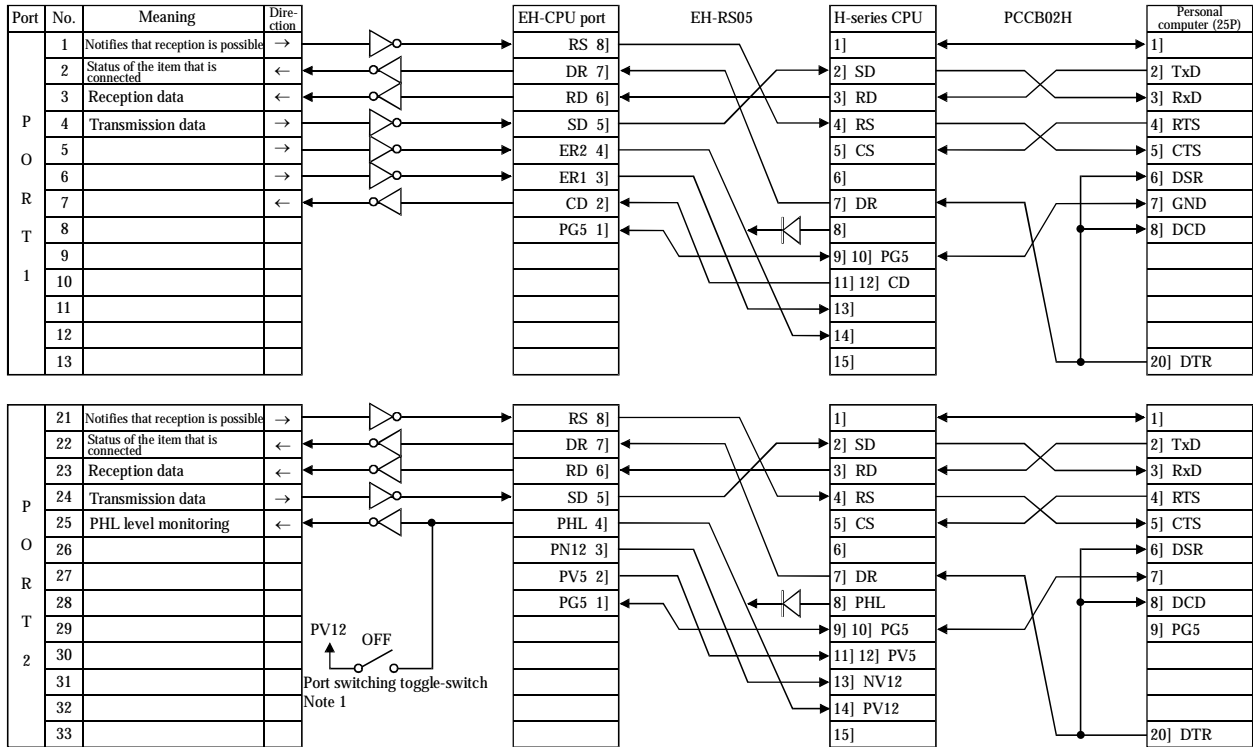 Port No. Meaning Dire-ction EH-CPU port EH-RS05 H-series CPU PCCB02H Personal computer (25P)
PORT 1
1 Notifies that reception is possible → RS 8] 1] 1]
2 Status of the item that is connected ← DR 7] 2] SD 2] TxD
3 Reception data ← RD 6] 3] RD 3] RxD
4 Transmission data → SD 5] 4] RS 4] RTS
5 → ER2 4] 5] CS 5] CTS
6 → ER1 3] 6] 6] DSR
7 ← CD 2] 7] DR 7] GND
8 PG5 1] 8] 8] DCD
9 9] 10] PG5
10 11] 12] CD
11 13]
12 14]
13 15] 20] DTR
PORT 2
21 Notifies that reception is possible → RS 8] 1] 1]
22 Status of the item that is connected ← DR 7] 2] SD 2] TxD
23 Reception data ← RD 6] 3] RD 3] RxD
24 Transmission data → SD 5] 4] RS 4] RTS
25 PHL level monitoring ← PHL 4] 5] CS 5] CTS
26 PN12 3] 6] 6] DSR
27 PV5 2] 7] DR 7]
28 PG5 1] 8] PHL 8] DCD
29 9] 10] PG5 9] PG5
PV12 OFF
30 11] 12] PV5
31 Port switching toggle-switch 13] NV12
32 Note 1 14] PV12
33 15] 20] DTR